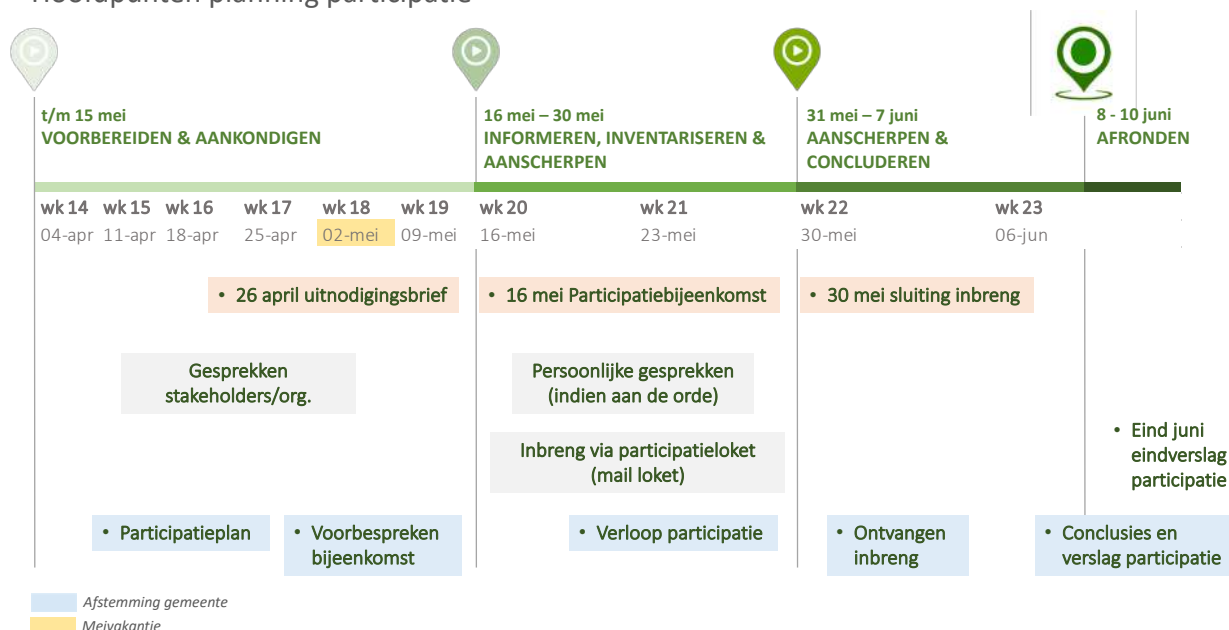 Hoofdpunten planning participatie
t/m 15 mei
VOORBEREIDEN & AANKONDIGEN
16 mei – 30 mei
INFORMEREN, INVENTARISEREN &
AANSCHERPEN
31 mei – 7 juni
AANSCHERPEN &
CONCLUDEREN
8 - 10 juni
AFRONDEN
wk 14 wk 15 wk 16 wk 17 wk 18 wk 19 wk 20 wk 21 wk 22 wk 23
04-apr 11-apr 18-apr 25-apr 02-mei 09-mei 16-mei 23-mei 30-mei 06-jun
• 26 april uitnodigingsbrief
• 16 mei Participatiebijeenkomst
• 30 mei sluiting inbreng
Gesprekken
stakeholders/org.
Persoonlijke gesprekken
(indien aan de orde)
Inbreng via participatieloket
(mail loket)
• Eind juni
eindverslag
participatie
• Participatieplan
• Voorbespreken
bijeenkomst
• Verloop participatie
• Ontvangen
inbreng
• Conclusies en
verslag participatie
Afstemming gemeente
Meivakantie